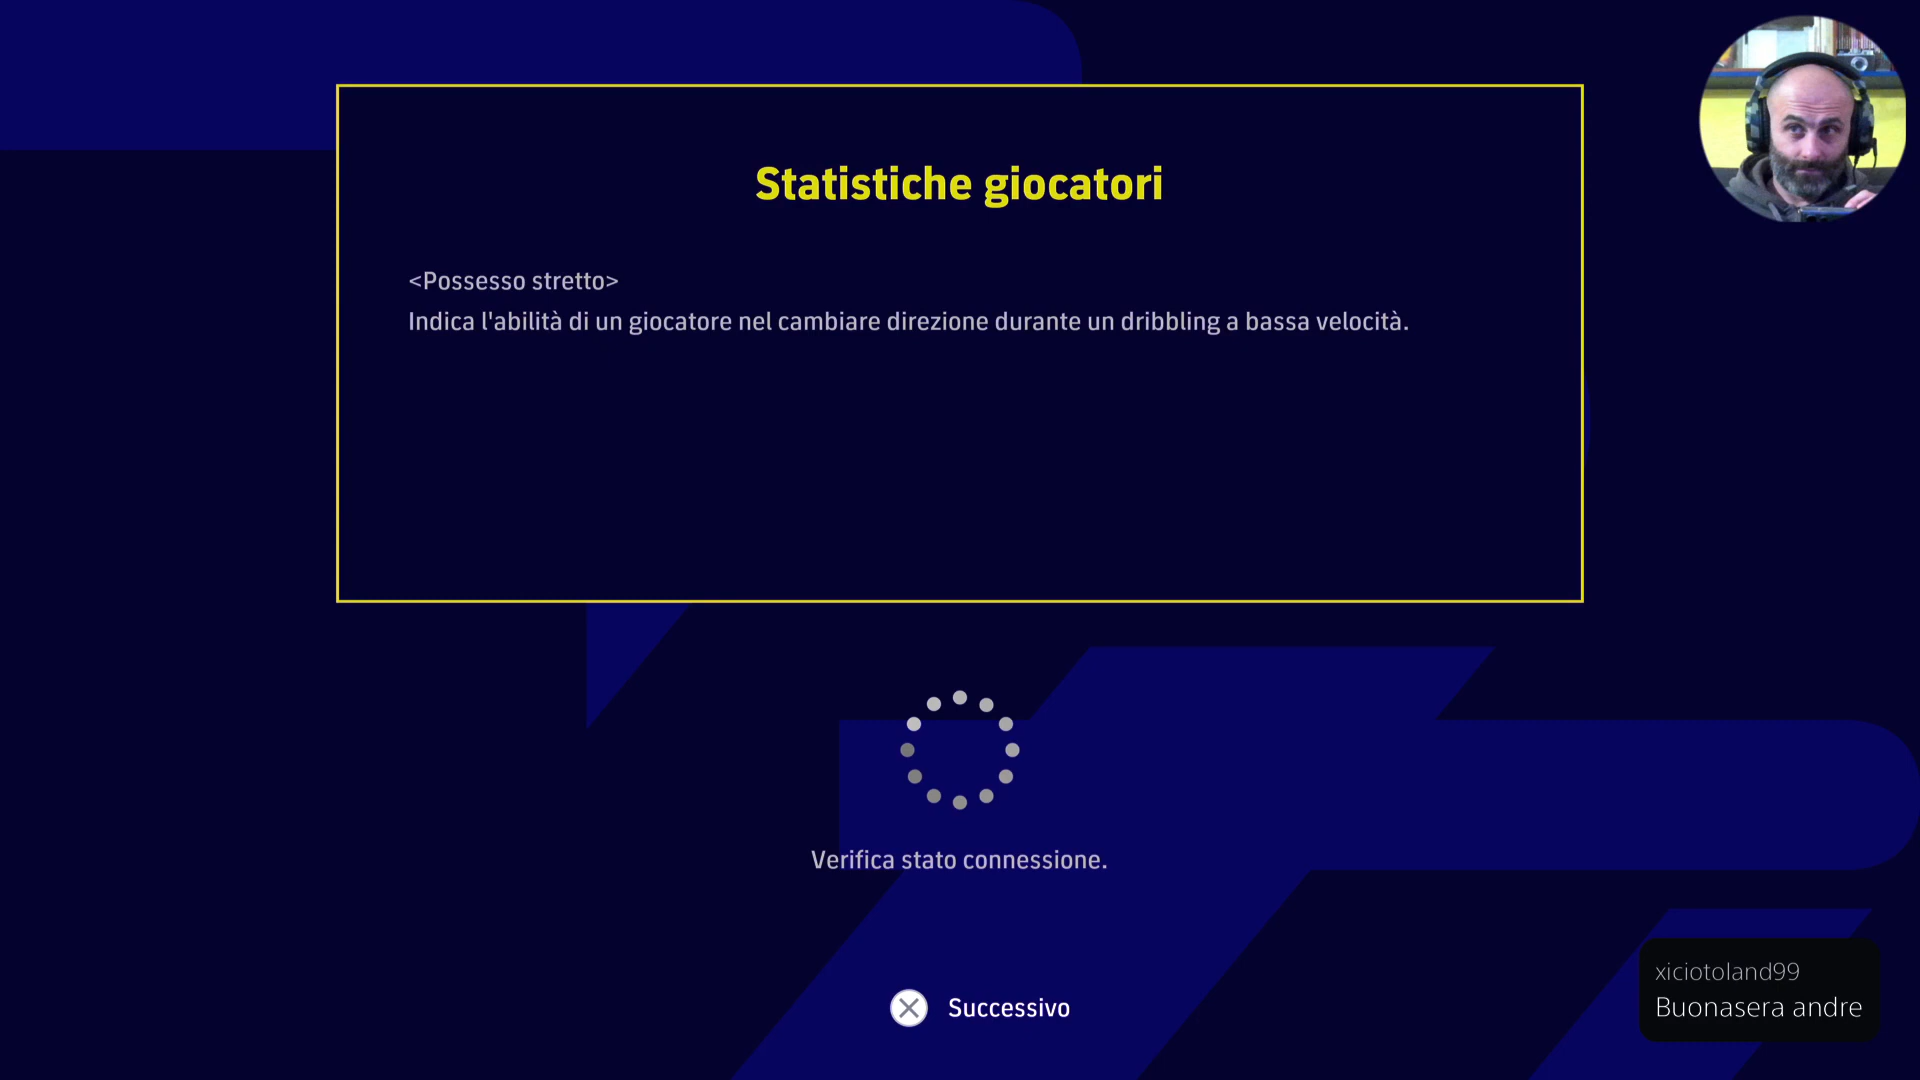 Statistiche giocatori
<Possesso stretto>
Indica l'abilità di un giocatore nel cambiare direzione durante un dribbling a bassa velocità.
Verifica stato connessione.
Successivo
xiciotoland99
Buonasera andre